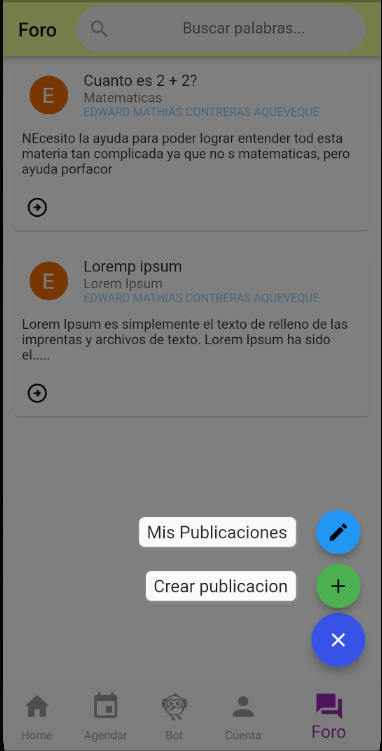 Foro
Buscar palabras...
E
Cuanto es 2 + 2?
Matematicas
EDWARD MATHIAS CONTRERAS AQUEVEQUE
NEcesito la ayuda para poder lograr entender tod esta
materia tan complicada ya que no s matematicas, pero
ayuda porfacor
E
Loremp ipsum
Lorem Ipsum
EDWARD MATHIAS CONTRERAS AQUEVEQUE
Lorem Ipsum es simplemente el texto de relleno de las
imprentas y archivos de texto. Lorem Ipsum ha sido
el.....
Mis Publicaciones
Crear publicacion
Home
Agendar
Bot
Cuenta
Foro